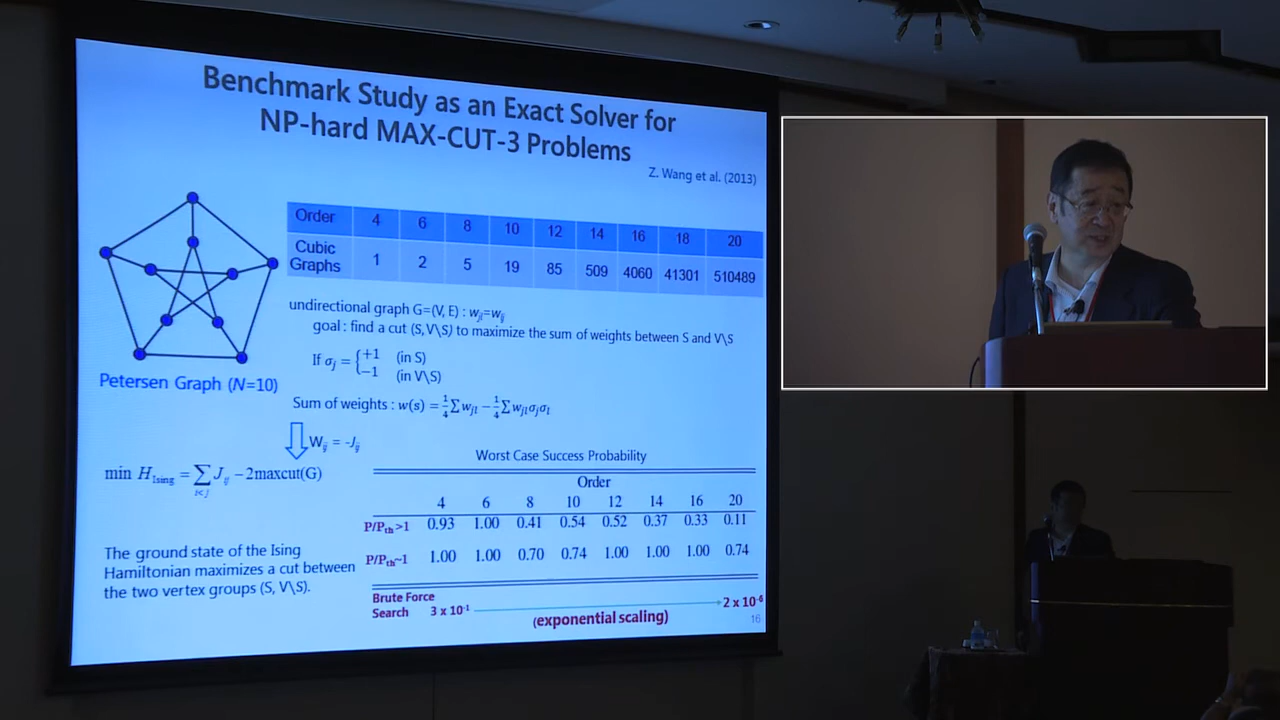 Benchmark Study as an Exact Solver for
NP-hard MAX-CUT-3 Problems
Z. Wang et al. (2013)
Order 4 6 8 10 12 14 16 18 20
Cubic Graphs 1 2 5 19 85 509 4060 41301 510489
undirectional graph G=(V, E) : w_jl=w_lj
goal : find a cut (S, V\S) to maximize the sum of weights between S and V\S
If σ_j = { +1 (in S)
−1 (in V\S)
Petersen Graph (N=10)
Sum of weights : w(s) = 1/4 Σ w_jl − 1/4 Σ w_jl σ_j σ_l
W_ij = -J_ij
min H_Ising = Σ_{i<j} J_ij − 2maxcut(G)
The ground state of the Ising
Hamiltonian maximizes a cut between
the two vertex groups (S, V\S).
Worst Case Success Probability
Order
4 6 8 10 12 14 16 20
P/P_th>1 0.93 1.00 0.41 0.54 0.52 0.37 0.33 0.11
P/P_th~1 1.00 1.00 0.70 0.74 1.00 1.00 1.00 0.74
Brute Force
Search 3 x 10⁻¹ 2 x 10⁻⁶
(exponential scaling)
16